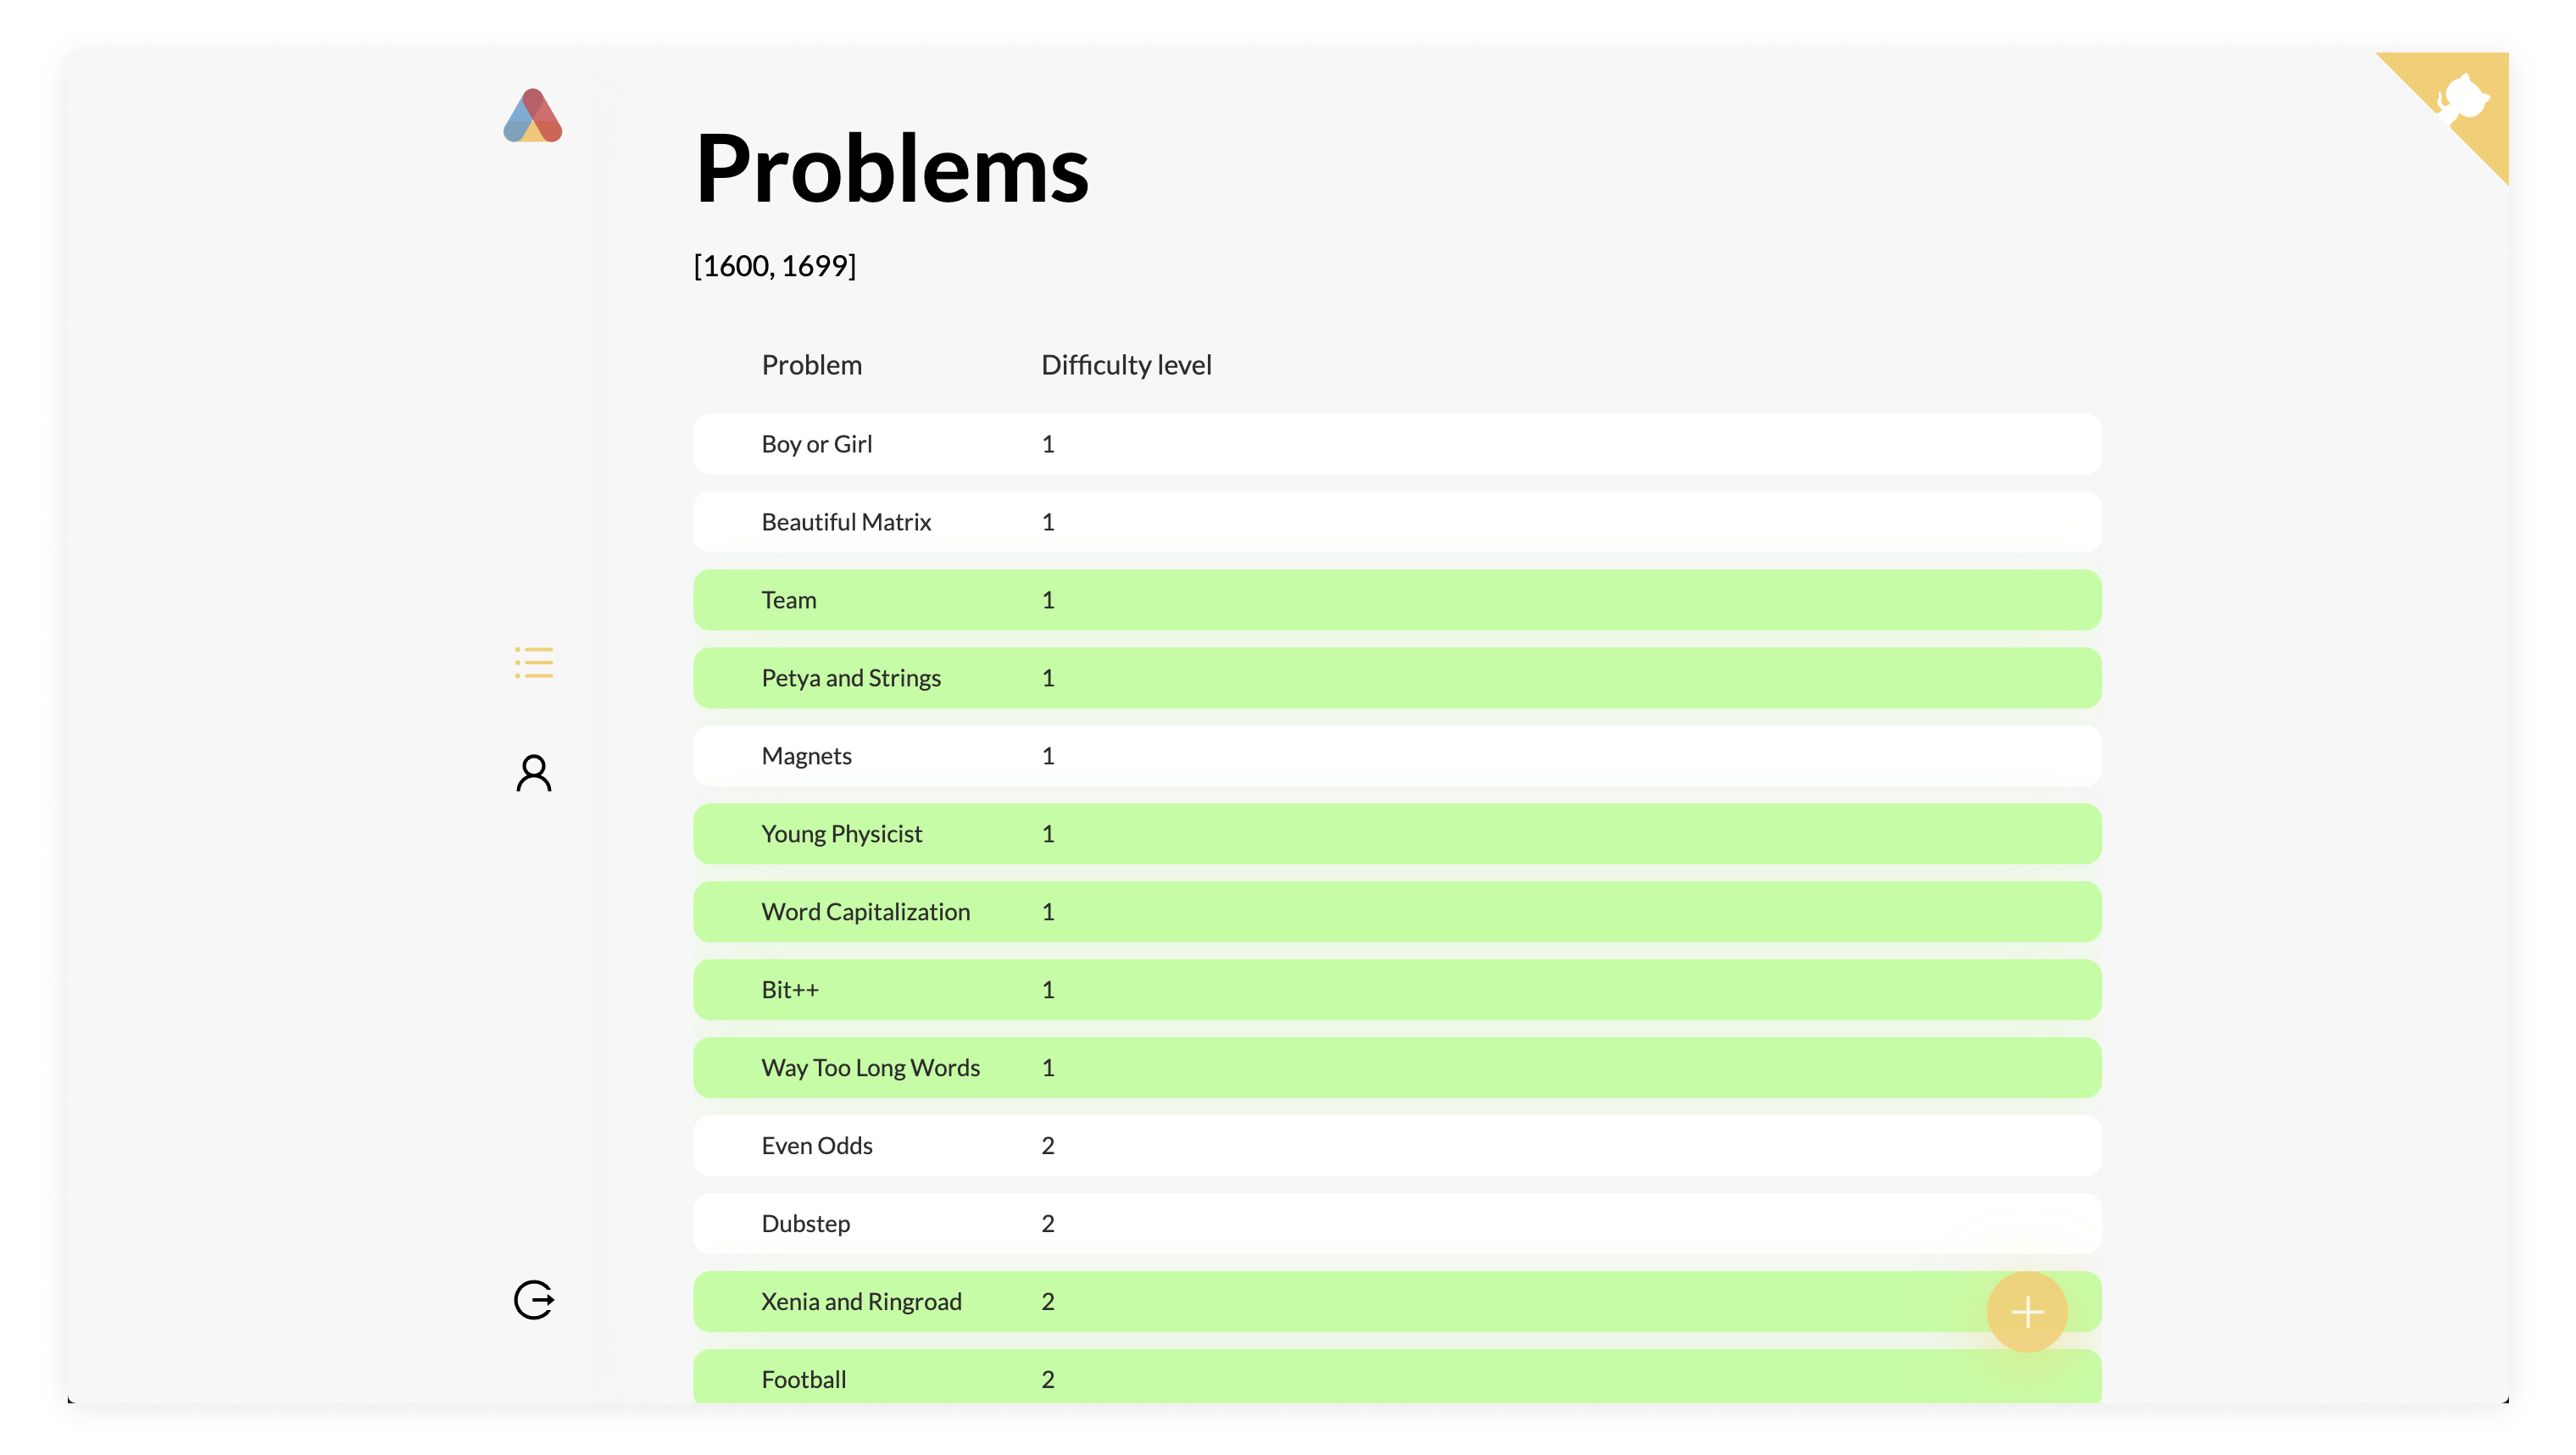 Problems
[1600, 1699]
Problem Difficulty level
Boy or Girl 1
Beautiful Matrix 1
Team 1
Petya and Strings 1
Magnets 1
Young Physicist 1
Word Capitalization 1
Bit++ 1
Way Too Long Words 1
Even Odds 2
Dubstep 2
Xenia and Ringroad 2
Football 2